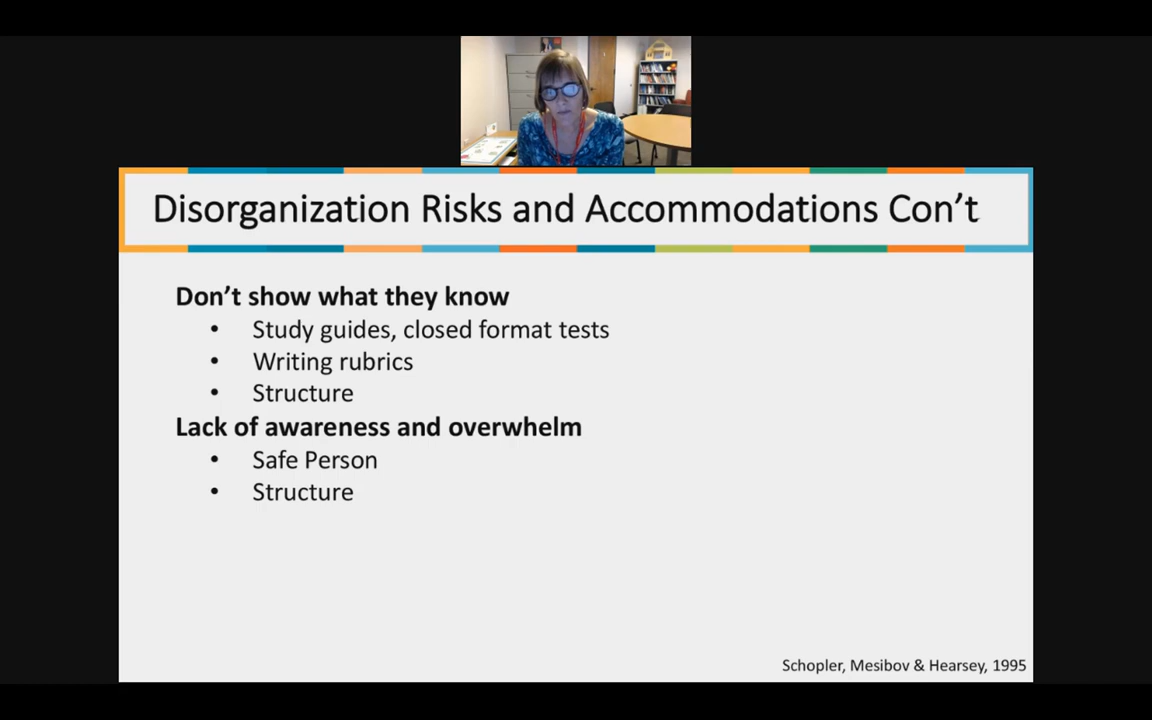 Disorganization Risks and Accommodations Con't
Don't show what they know
• Study guides, closed format tests
• Writing rubrics
• Structure
Lack of awareness and overwhelm
• Safe Person
• Structure
Schopler, Mesibov & Hearsey, 1995